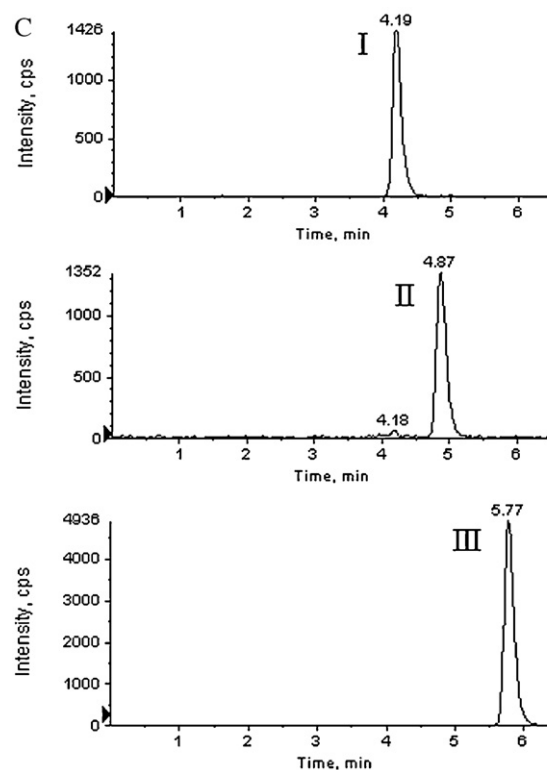 C
I
4.19
1426
1000
500
0
Intensity, cps
1 2 3 4 5 6
Time, min
II
4.87
4.18
1352
1000
500
0
Intensity, cps
1 2 3 4 5 6
Time, min
III
5.77
4936
4000
3000
2000
1000
0
Intensity, cps
1 2 3 4 5 6
Time, min